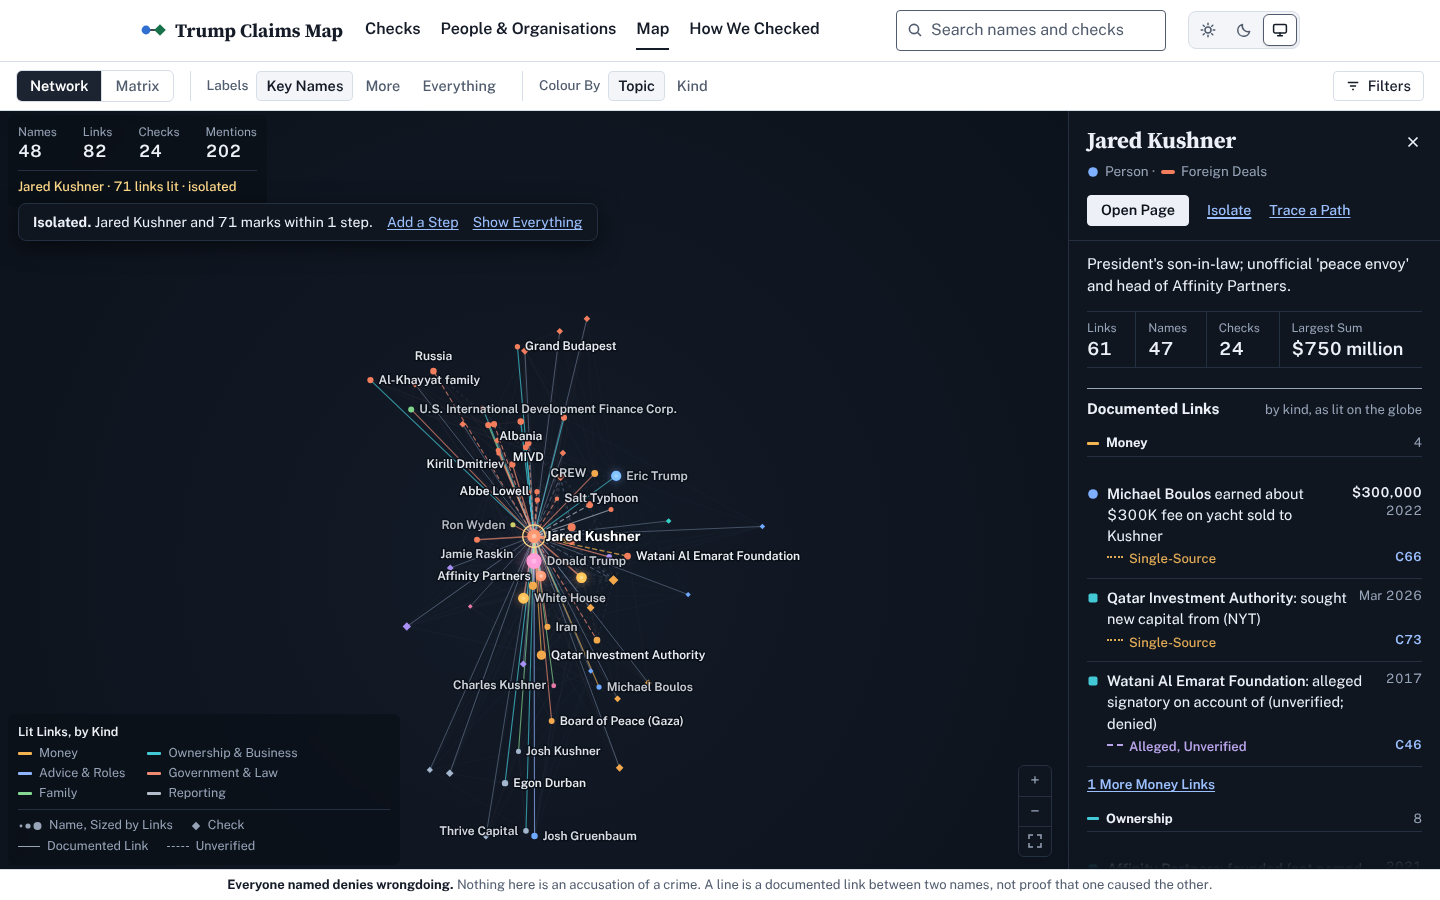 Trump Claims Map
Checks
People & Organisations
Map
How We Checked
Search names and checks
Network
Matrix
Labels
Key Names
More
Everything
Colour By
Topic
Kind
Filters
Names
Links
Checks
Mentions
48
82
24
202
Jared Kushner · 71 links lit · isolated
Isolated. Jared Kushner and 71 marks within 1 step.
Add a Step
Show Everything
Grand Budapest
Russia
Al-Khayyat family
U.S. International Development Finance Corp.
Albania
MIVD
Kirill Dmitriev
CREW
Eric Trump
Abbe Lowell
Salt Typhoon
Ron Wyden
Jared Kushner
Jamie Raskin
Donald Trump
Watani Al Emarat Foundation
Affinity Partners
White House
Iran
Qatar Investment Authority
Charles Kushner
Michael Boulos
Board of Peace (Gaza)
Josh Kushner
Egon Durban
Thrive Capital
Josh Gruenbaum
Lit Links, by Kind
Money
Ownership & Business
Advice & Roles
Government & Law
Family
Reporting
Name, Sized by Links
Check
Documented Link
Unverified
+
−
Jared Kushner
Person ·
Foreign Deals
Open Page
Isolate
Trace a Path
President's son-in-law; unofficial 'peace envoy'
and head of Affinity Partners.
Links
Names
Checks
Largest Sum
61
47
24
$750 million
Documented Links
by kind, as lit on the globe
Money
4
Michael Boulos earned about
$300,000
$300K fee on yacht sold to
2022
Kushner
Single-Source
C66
Qatar Investment Authority: sought
Mar 2026
new capital from (NYT)
Single-Source
C73
Watani Al Emarat Foundation: alleged
2017
signatory on account of (unverified;
denied)
Alleged, Unverified
C46
1 More Money Links
Ownership
8
Everyone named denies wrongdoing. Nothing here is an accusation of a crime. A line is a documented link between two names, not proof that one caused the other.